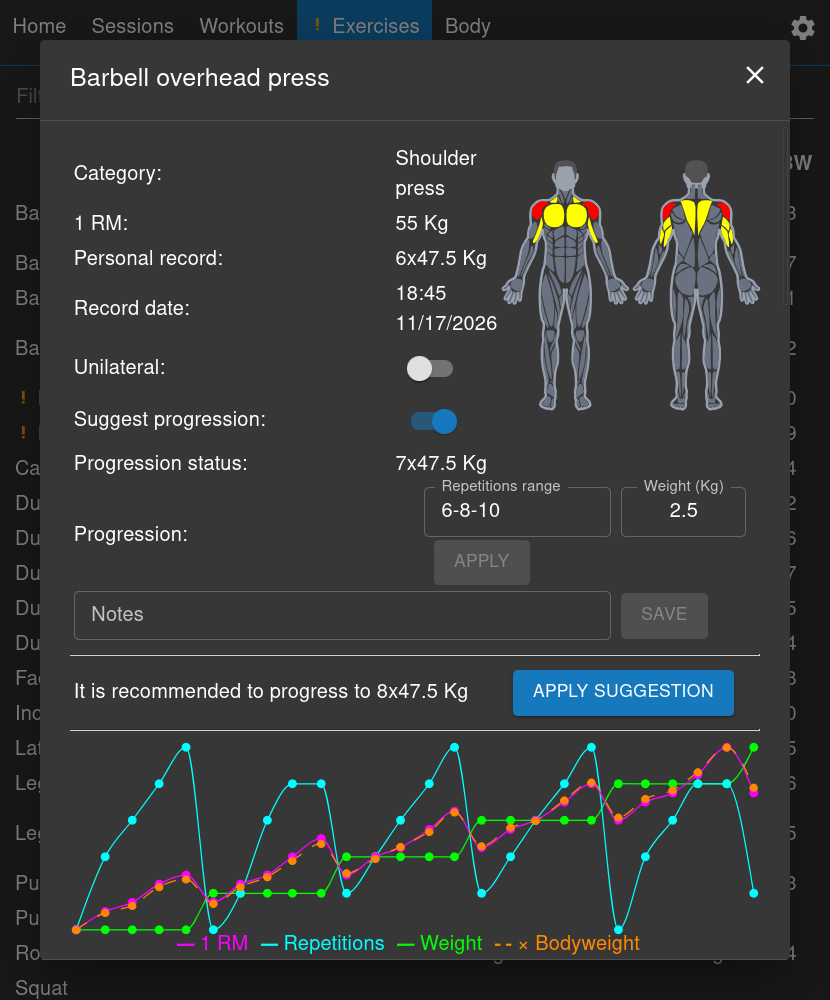 Home Sessions Workouts ! Exercises Body
Barbell overhead press
Filt
BW
Category: Shoulder
press
1 RM: 55 Kg
Personal record: 6x47.5 Kg
Record date: 18:45
11/17/2026
Unilateral:
Suggest progression:
Progression status: 7x47.5 Kg
Repetitions range Weight (Kg)
Progression: 6-8-10 2.5
APPLY
Notes SAVE
It is recommended to progress to 8x47.5 Kg APPLY SUGGESTION
1 RM Repetitions Weight × Bodyweight
Squat